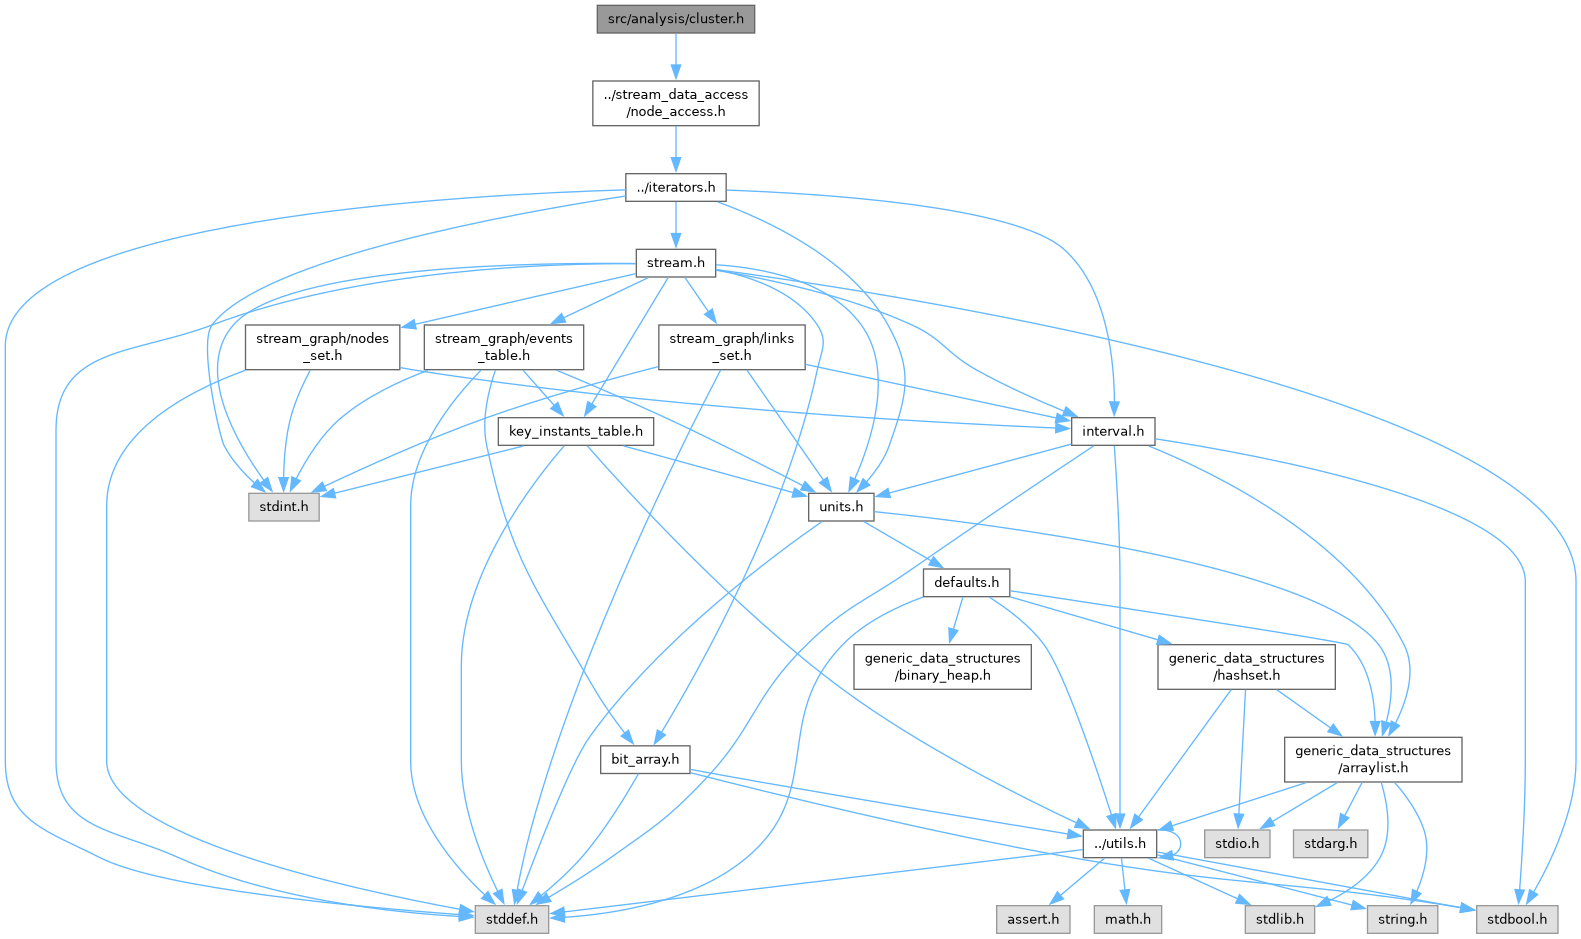 src/analysis/cluster.h
../stream_data_access
/node_access.h
../iterators.h
stream.h
stream_graph/nodes
_set.h
stream_graph/events
_table.h
stream_graph/links
_set.h
key_instants_table.h
interval.h
stdint.h
units.h
defaults.h
generic_data_structures
/binary_heap.h
generic_data_structures
/hashset.h
bit_array.h
generic_data_structures
/arraylist.h
../utils.h
stdio.h
stdarg.h
stddef.h
assert.h
math.h
stdlib.h
string.h
stdbool.h